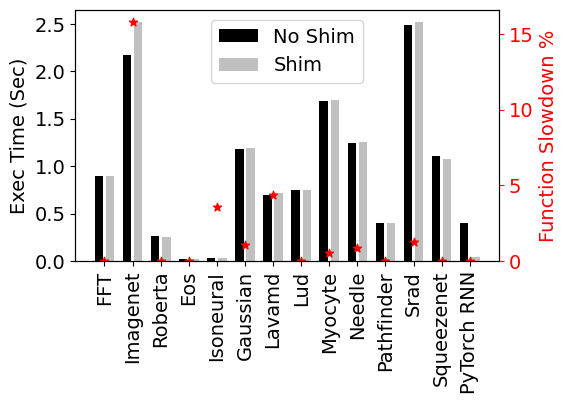 No Shim
Shim
Exec Time (Sec)
2.5
2.0
1.5
1.0
0.5
0.0
Function Slowdown %
15
10
5
0
FFT
Imagenet
Roberta
Eos
Isoneural
Gaussian
Lavamd
Lud
Myocyte
Needle
Pathfinder
Srad
Squeezenet
PyTorch RNN